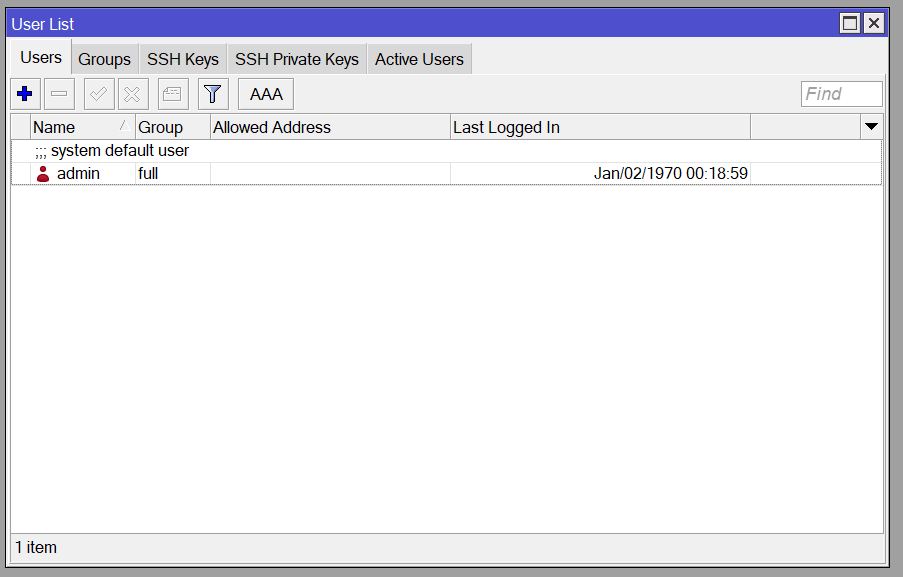 User List
Users Groups SSH Keys SSH Private Keys Active Users
AAA Find
Name Group Allowed Address Last Logged In
;;; system default user
admin full Jan/02/1970 00:18:59
1 item